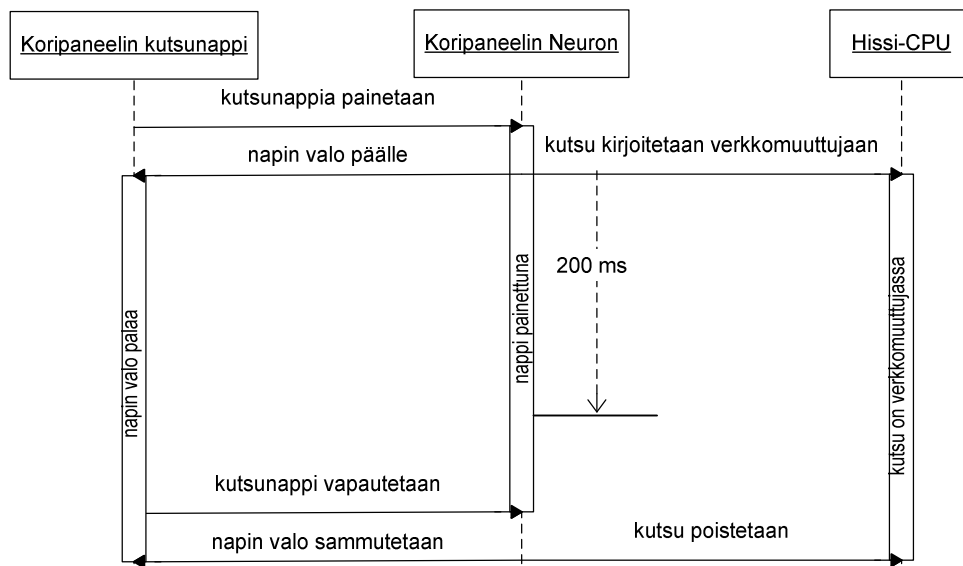 Koripaneelin kutsunappi
Koripaneelin Neuron
Hissi-CPU
kutsunappia painetaan
napin valo päälle
kutsu kirjoitetaan verkkomuuttujaan
200 ms
napin valo palaa
nappi painettuna
kutsu on verkkomuuttujassa
kutsunappi vapautetaan
napin valo sammutetaan
kutsu poistetaan